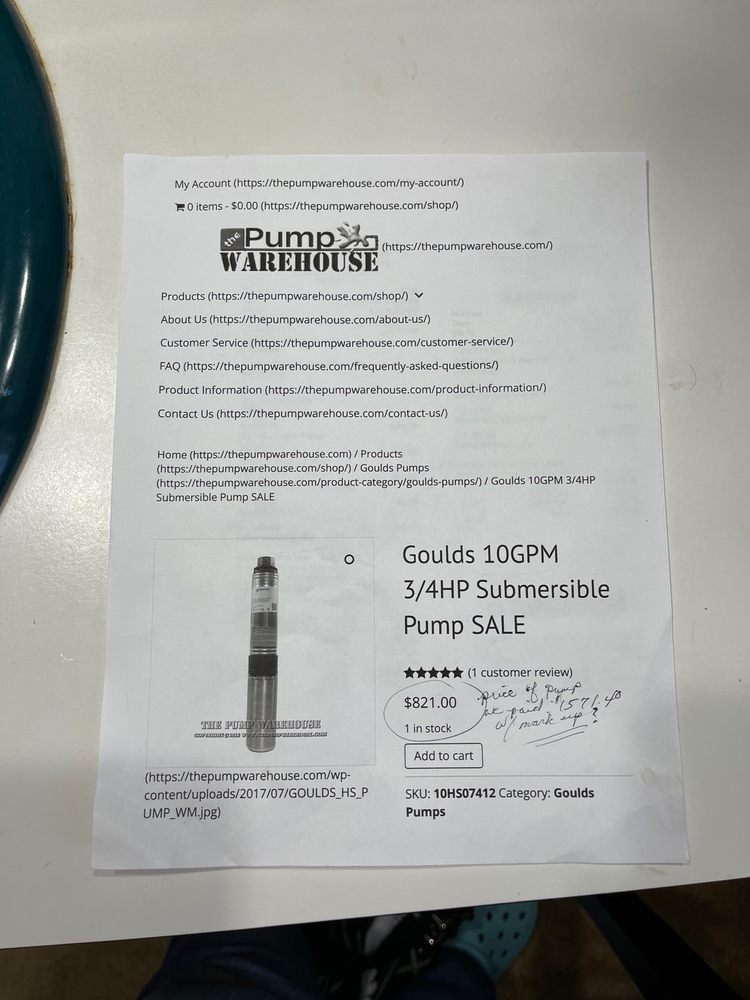 My Account (https://thepumpwarehouse.com/my-account/)
0 items - $0.00 (https://thepumpwarehouse.com/shop/)
the Pump
WAREHOUSE
(https://thepumpwarehouse.com/)
Products (https://thepumpwarehouse.com/shop/)
About Us (https://thepumpwarehouse.com/about-us/)
Customer Service (https://thepumpwarehouse.com/customer-service/)
FAQ (https://thepumpwarehouse.com/frequently-asked-questions/)
Product Information (https://thepumpwarehouse.com/product-information/)
Contact Us (https://thepumpwarehouse.com/contact-us/)
Home (https://thepumpwarehouse.com) / Products
(https://thepumpwarehouse.com/shop/) / Goulds Pumps
(https://thepumpwarehouse.com/product-category/goulds-pumps/) / Goulds 10GPM 3/4HP
Submersible Pump SALE
THE PUMP WAREHOUSE
(https://thepumpwarehouse.com/wp-
content/uploads/2017/07/GOULDS_HS_P
UMP_WM.jpg)
Goulds 10GPM
3/4HP Submersible
Pump SALE
(1 customer review)
$821.00
1 in stock
price of pump
we paid $1571.40
w/ mark up?
Add to cart
SKU: 10HS07412 Category: Goulds
Pumps